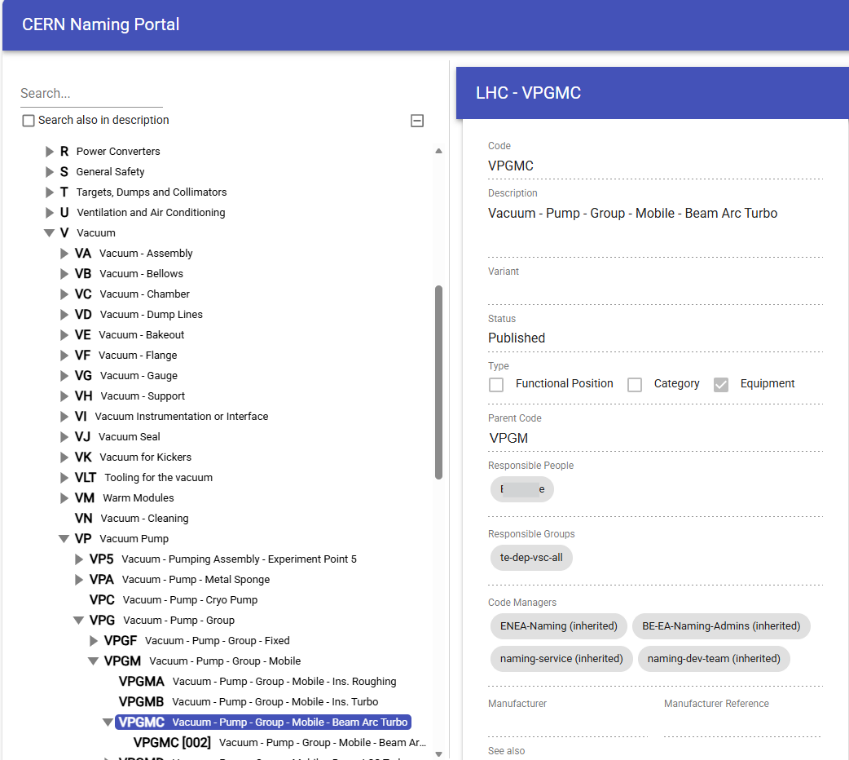 CERN Naming Portal
Search...
Search also in description
R Power Converters
S General Safety
T Targets, Dumps and Collimators
U Ventilation and Air Conditioning
V Vacuum
VA Vacuum - Assembly
VB Vacuum - Bellows
VC Vacuum - Chamber
VD Vacuum - Dump Lines
VE Vacuum - Bakeout
VF Vacuum - Flange
VG Vacuum - Gauge
VH Vacuum - Support
VI Vacuum Instrumentation or Interface
VJ Vacuum Seal
VK Vacuum for Kickers
VLT Tooling for the vacuum
VM Warm Modules
VN Vacuum - Cleaning
VP Vacuum Pump
VP5 Vacuum - Pumping Assembly - Experiment Point 5
VPA Vacuum - Pump - Metal Sponge
VPC Vacuum - Pump - Cryo Pump
VPG Vacuum - Pump - Group
VPGF Vacuum - Pump - Group - Fixed
VPGM Vacuum - Pump - Group - Mobile
VPGMA Vacuum - Pump - Group - Mobile - Ins. Roughing
VPGMB Vacuum - Pump - Group - Mobile - Ins. Turbo
VPGMC Vacuum - Pump - Group - Mobile - Beam Arc Turbo
VPGMC [002] Vacuum - Pump - Group - Mobile - Beam Ar...
LHC - VPGMC
Code
VPGMC
Description
Vacuum - Pump - Group - Mobile - Beam Arc Turbo
Variant
Status
Published
Type
Functional Position Category Equipment
Parent Code
VPGM
Responsible People
Responsible Groups
te-dep-vsc-all
Code Managers
ENEA-Naming (inherited) BE-EA-Naming-Admins (inherited)
naming-service (inherited) naming-dev-team (inherited)
Manufacturer Manufacturer Reference
See also